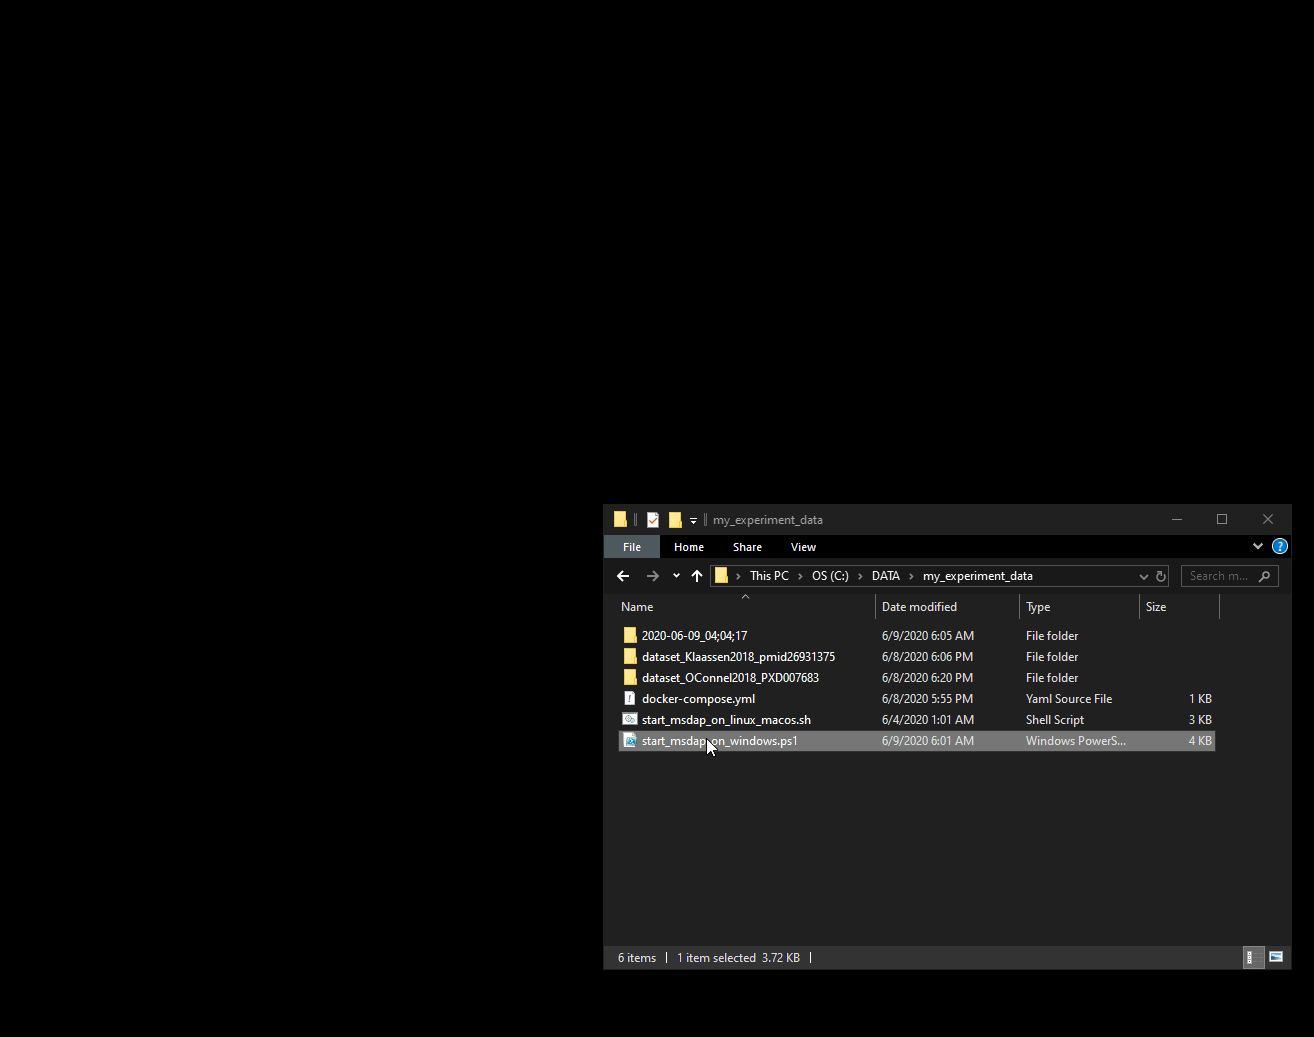 my_experiment_data
File Home Share View
This PC OS (C:) DATA my_experiment_data Search m...
Name Date modified Type Size
2020-06-09_04;04;17 6/9/2020 6:05 AM File folder
dataset_Klaassen2018_pmid26931375 6/8/2020 6:06 PM File folder
dataset_OConnel2018_PXD007683 6/8/2020 6:20 PM File folder
docker-compose.yml 6/8/2020 5:55 PM Yaml Source File 1 KB
start_msdap_on_linux_macos.sh 6/4/2020 1:01 AM Shell Script 3 KB
start_msdap_on_windows.ps1 6/9/2020 6:01 AM Windows PowerS... 4 KB
6 items 1 item selected 3.72 KB